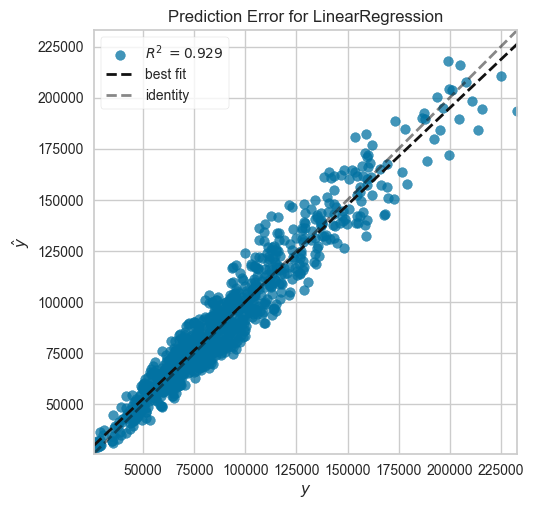 Prediction Error for LinearRegression
R² = 0.929
best fit
identity
225000
200000
175000
150000
125000
100000
75000
50000
ŷ
50000 75000 100000 125000 150000 175000 200000 225000
y